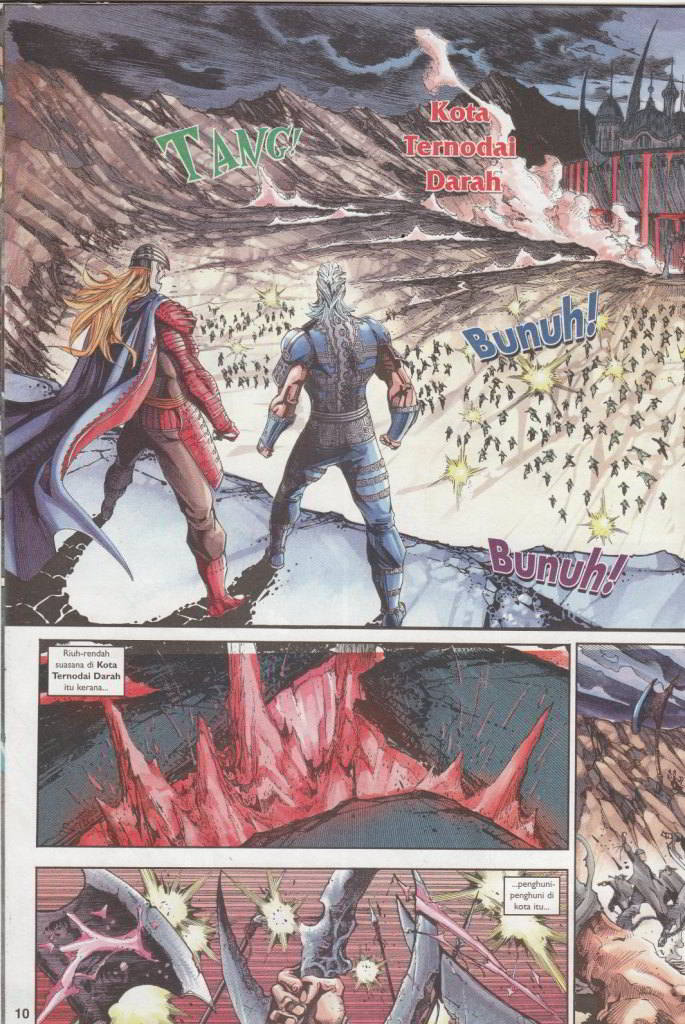 TANG!
Kota
Ternodai
Darah
Bunuh!
Bunuh!
Riuh-rendah
suasana di Kota
Ternodai Darah
itu kerana...
...penghuni-
penghuni di
kota itu...
10